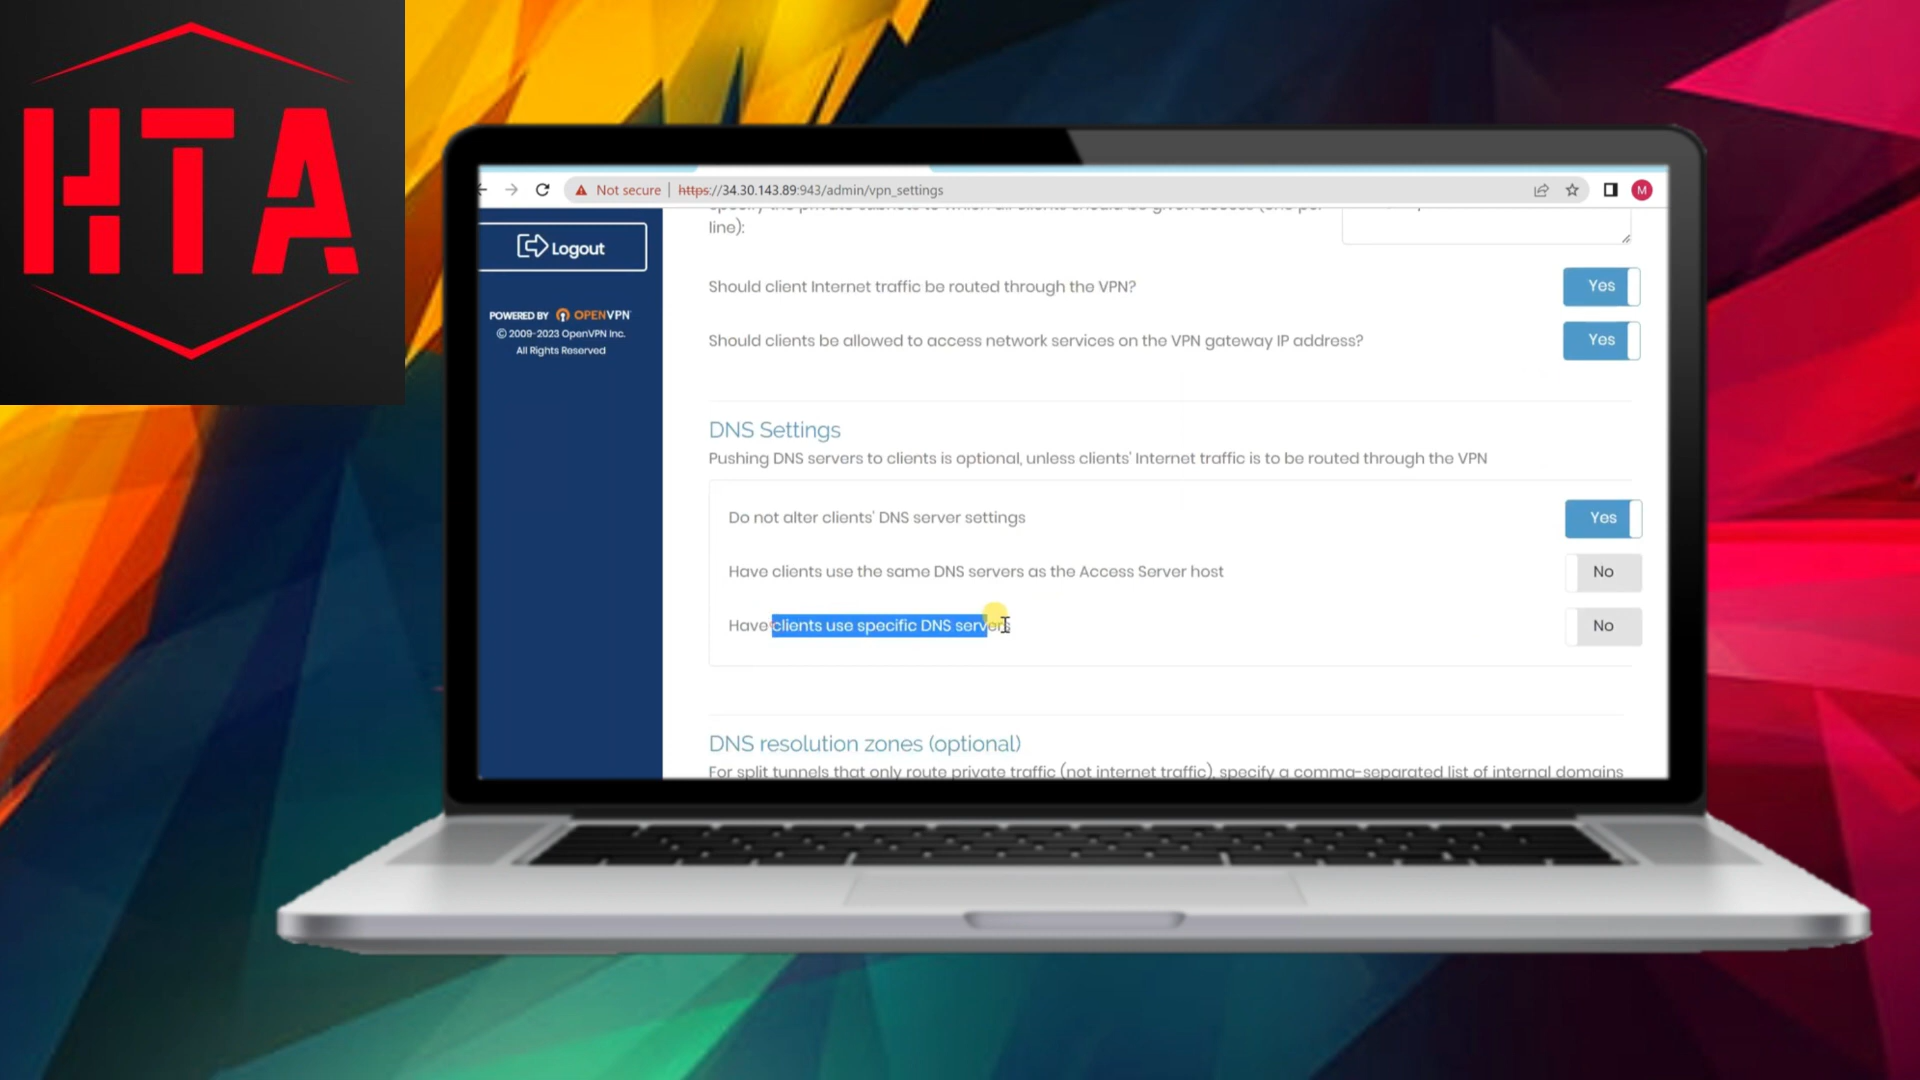 HTA
Not secure | https://34.30.143.89:943/admin/vpn_settings
M
line):
Logout
Should client Internet traffic be routed through the VPN?
Yes
POWERED BY OPENVPN
© 2009-2023 OpenVPN Inc.
All Rights Reserved
Should clients be allowed to access network services on the VPN gateway IP address?
Yes
DNS Settings
Pushing DNS servers to clients is optional, unless clients' Internet traffic is to be routed through the VPN
Do not alter clients' DNS server settings
Yes
Have clients use the same DNS servers as the Access Server host
No
Have clients use specific DNS servers
No
DNS resolution zones (optional)
For split tunnels that only route private traffic (not internet traffic), specify a comma-separated list of internal domains